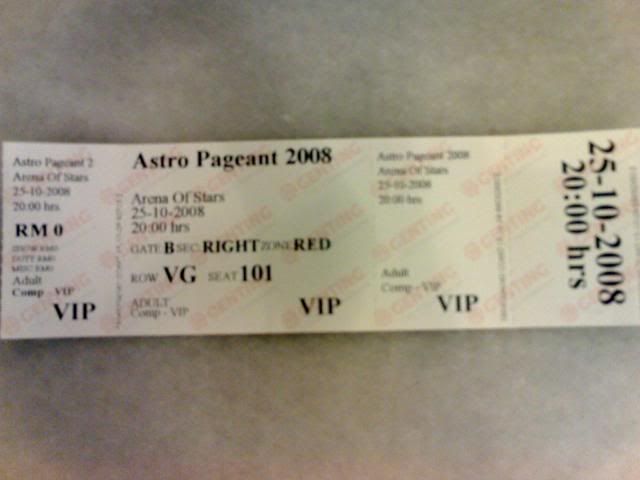 Astro Pageant 2
Arena Of Stars
25-10-2008
20:00 hrs
RM 0
Adult
Comp - VIP
VIP
Astro Pageant 2008
Arena Of Stars
25-10-2008
20:00 hrs
GATE B SEC RIGHT ZONE RED
ROW VG SEAT 101
ADULT
Comp - VIP
VIP
Astro Pageant 2008
Arena Of Stars
25-10-2008
20:00 hrs
Adult
Comp - VIP
VIP
25-10-2008
20:00 hrs
GENTING